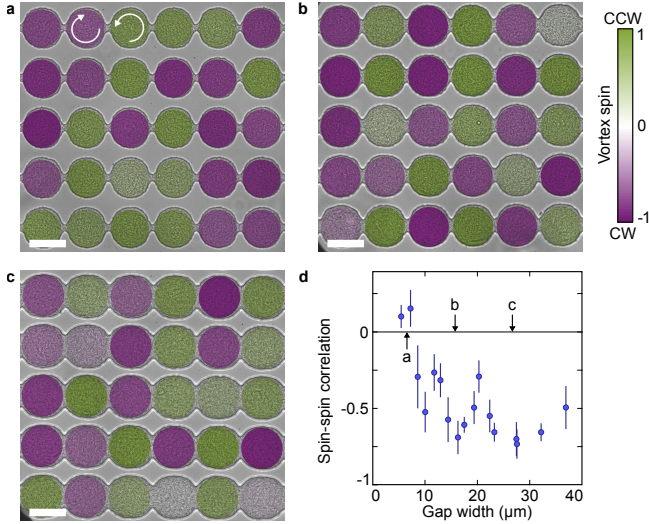 a
b
CCW
1
0
-1
CW
Vortex spin
c
d
0
-0.5
-1
Spin-spin correlation
a
b
c
0
10
20
30
40
Gap width (µm)